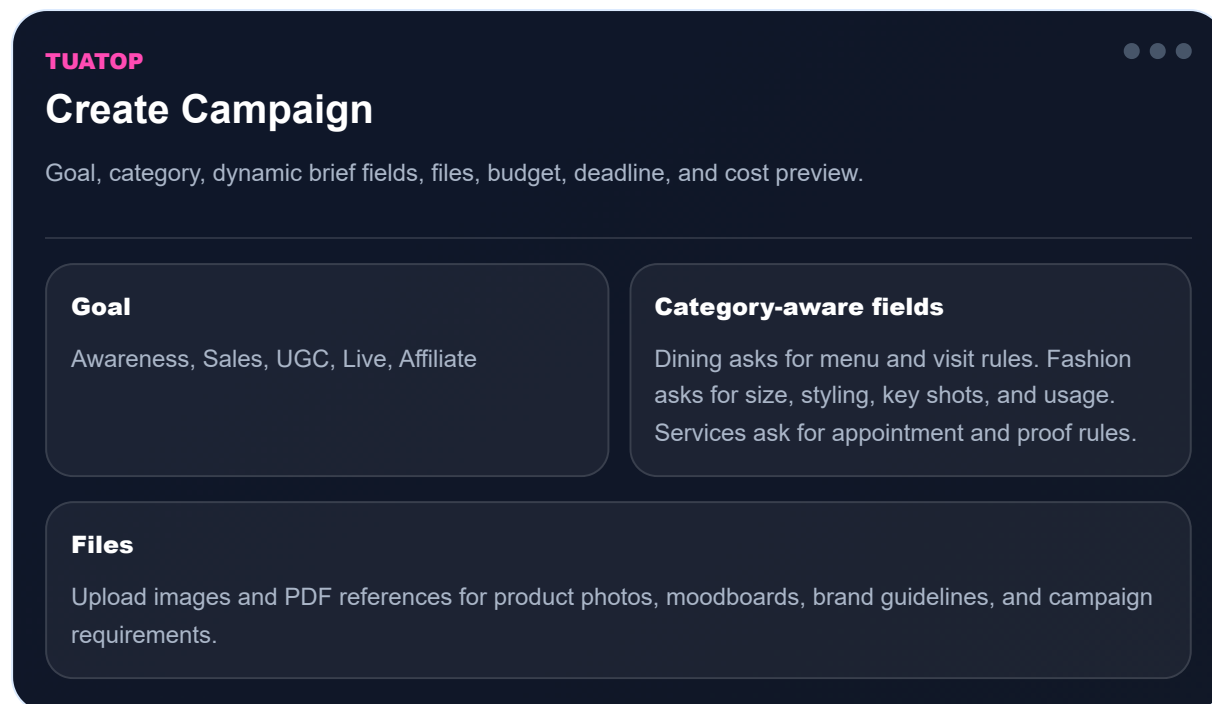 TUATOP
Create Campaign
Goal, category, dynamic brief fields, files, budget, deadline, and cost preview.
Goal
Awareness, Sales, UGC, Live, Affiliate
Category-aware fields
Dining asks for menu and visit rules. Fashion
asks for size, styling, key shots, and usage.
Services ask for appointment and proof rules.
Files
Upload images and PDF references for product photos, moodboards, brand guidelines, and campaign
requirements.